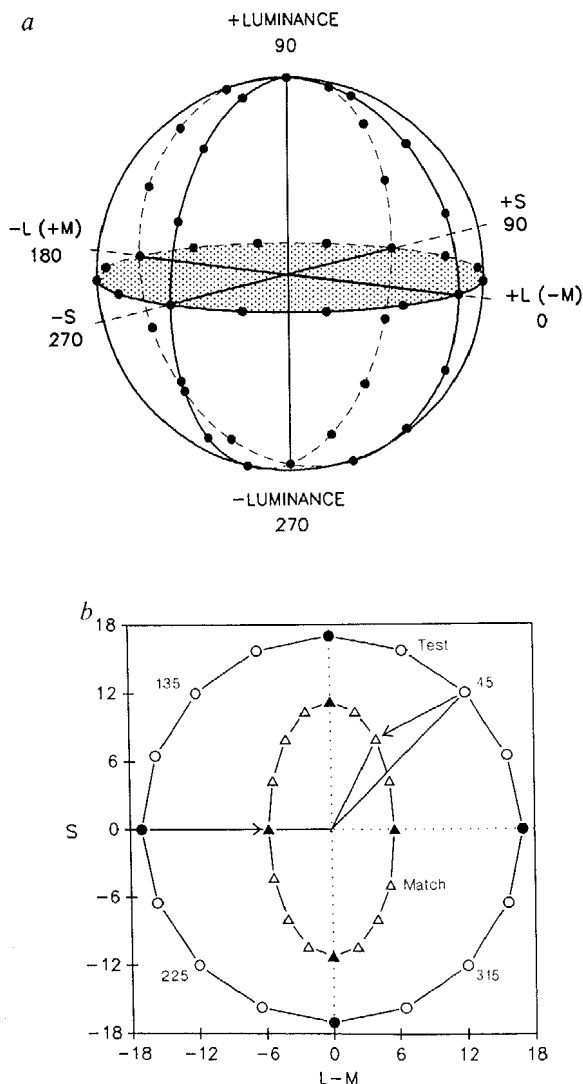 a
+LUMINANCE
90
+S
90
-L (+M)
180
+L (-M)
0
-S
270
-LUMINANCE
270
b
18
12
6
0
-6
-12
-18
S
Test
135
45
Match
225
315
-18 -12 -6 0 6 12 18
L-M